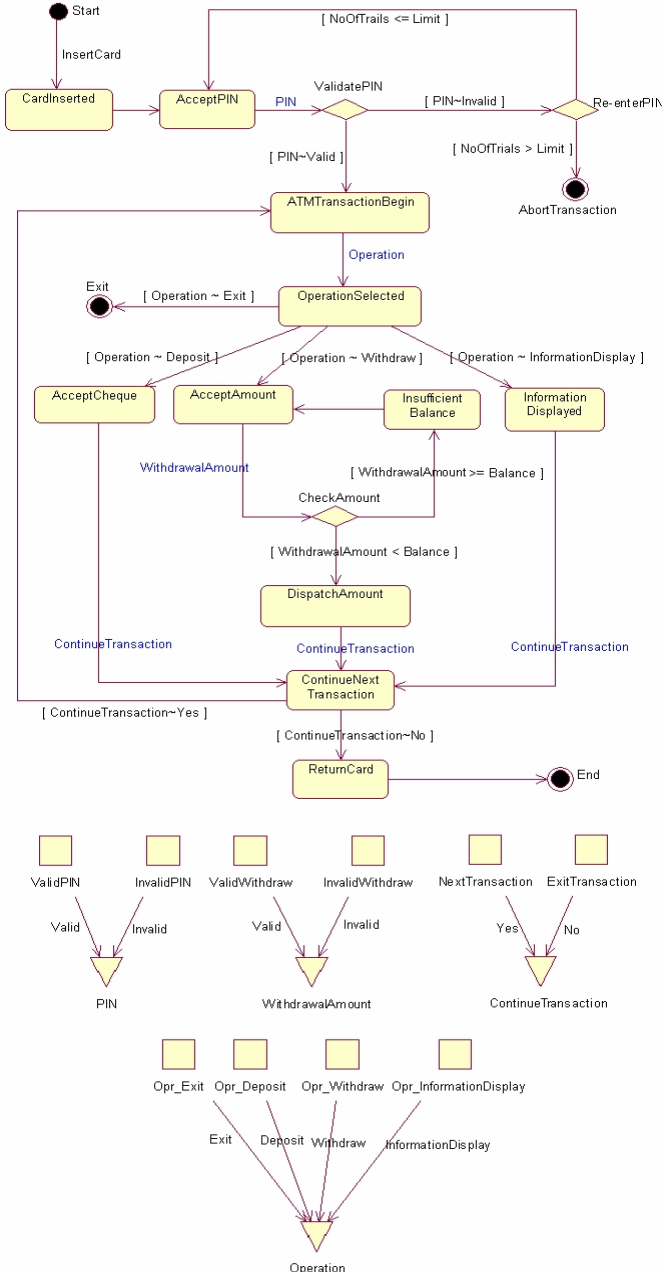 Start
[ NoOfTrails <= Limit ]
InsertCard
CardInserted
AcceptPIN
PIN
ValidatePIN
[ PIN~Invalid ]
Re-enterPIN
[ PIN~Valid ]
[ NoOfTrials > Limit ]
AbortTransaction
ATMTransactionBegin
Operation
Exit
[ Operation ~ Exit ]
OperationSelected
[ Operation ~ Deposit ]
[ Operation ~ Withdraw ]
[ Operation ~ InformationDisplay ]
AcceptCheque
AcceptAmount
Insufficient
Balance
Information
Displayed
WithdrawalAmount
[ WithdrawalAmount >= Balance ]
CheckAmount
[ WithdrawalAmount < Balance ]
DispatchAmount
ContinueTransaction
ContinueTransaction
ContinueTransaction
ContinueNext
Transaction
[ ContinueTransaction~Yes ]
[ ContinueTransaction~No ]
ReturnCard
End
ValidPIN
InvalidPIN
ValidWithdraw
InvalidWithdraw
NextTransaction
ExitTransaction
Valid
Invalid
Valid
Invalid
Yes
No
PIN
WithdrawalAmount
ContinueTransaction
Opr_Exit
Opr_Deposit
Opr_Withdraw
Opr_InformationDisplay
Exit
Deposit
Withdraw
InformationDisplay
Operation